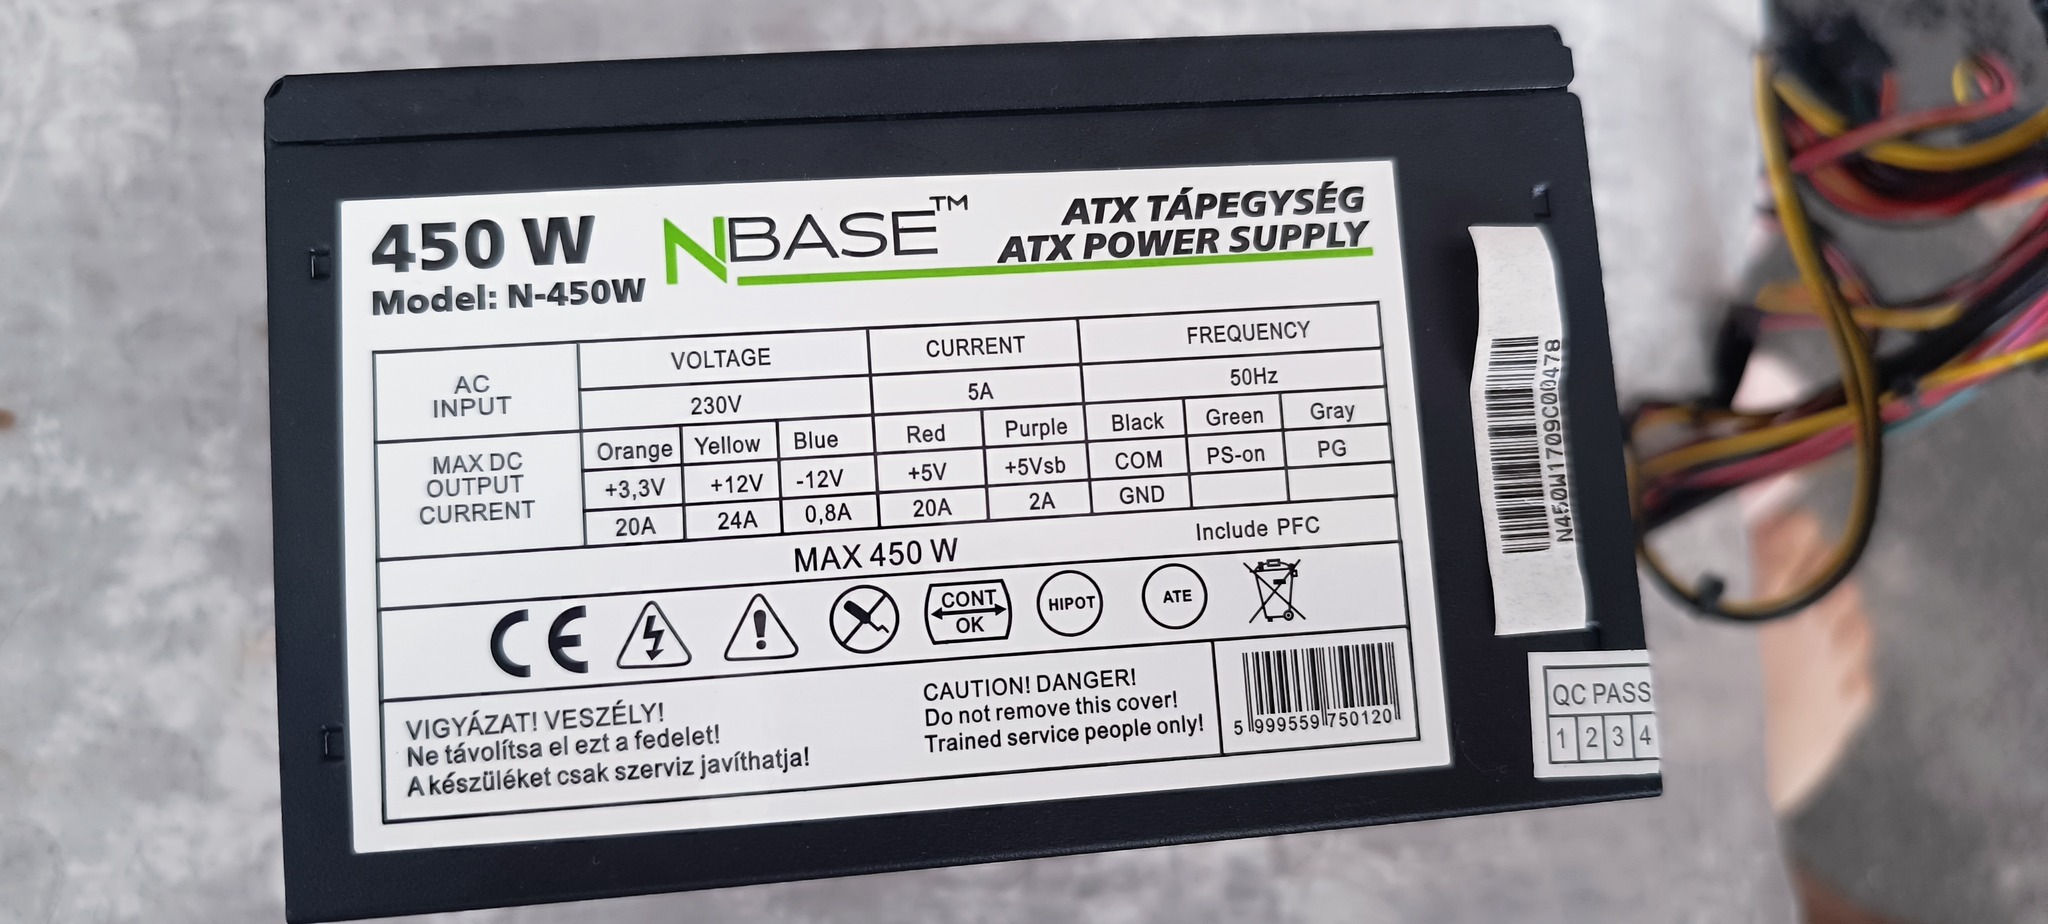 450 W
Model: N-450W
NBASE™
ATX TÁPEGYSÉG
ATX POWER SUPPLY
AC INPUT
VOLTAGE CURRENT FREQUENCY
230V 5A 50Hz
MAX DC
OUTPUT
CURRENT
Orange Yellow Blue Red Purple Black Green Gray
+3,3V +12V -12V +5V +5Vsb COM PS-on PG
20A 24A 0,8A 20A 2A GND
MAX 450 W Include PFC
CE
CONT
OK
HIPOT
ATE
VIGYÁZAT! VESZÉLY!
Ne távolítsa el ezt a fedelet!
A készüléket csak szerviz javíthatja!
CAUTION! DANGER!
Do not remove this cover!
Trained service people only!
5 999559 750120
N450W1709C00478
QC PASS
1 2 3 4